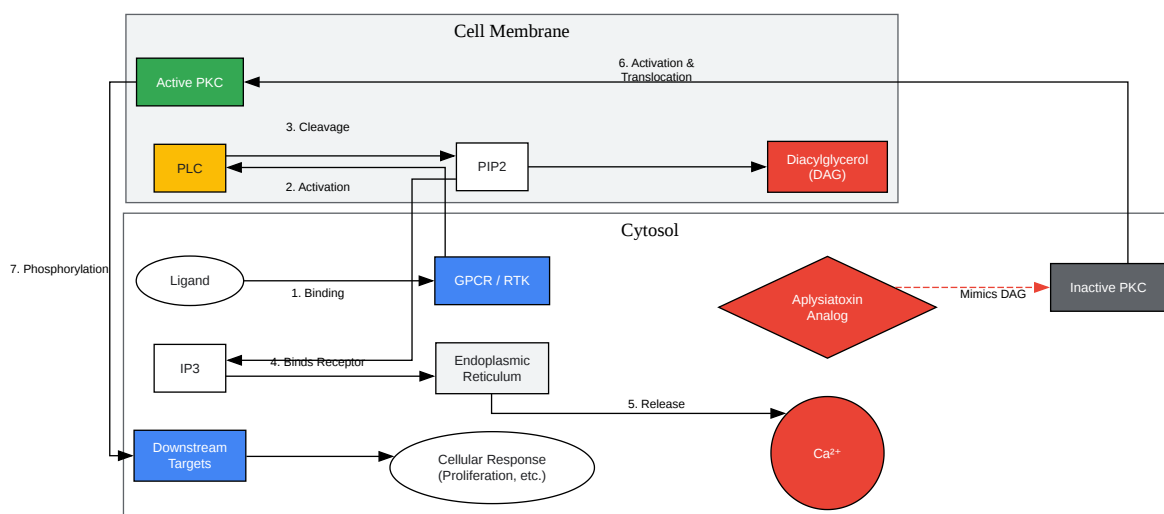 Cell Membrane
6. Activation &
Translocation
Active PKC
3. Cleavage
PLC
PIP2
Diacylglycerol
(DAG)
2. Activation
Cytosol
7. Phosphorylation
Ligand
GPCR / RTK
1. Binding
Aplysiatoxin
Analog
Mimics DAG
Inactive PKC
IP3
4. Binds Receptor
Endoplasmic
Reticulum
5. Release
Downstream
Targets
Cellular Response
(Proliferation, etc.)
Ca²⁺